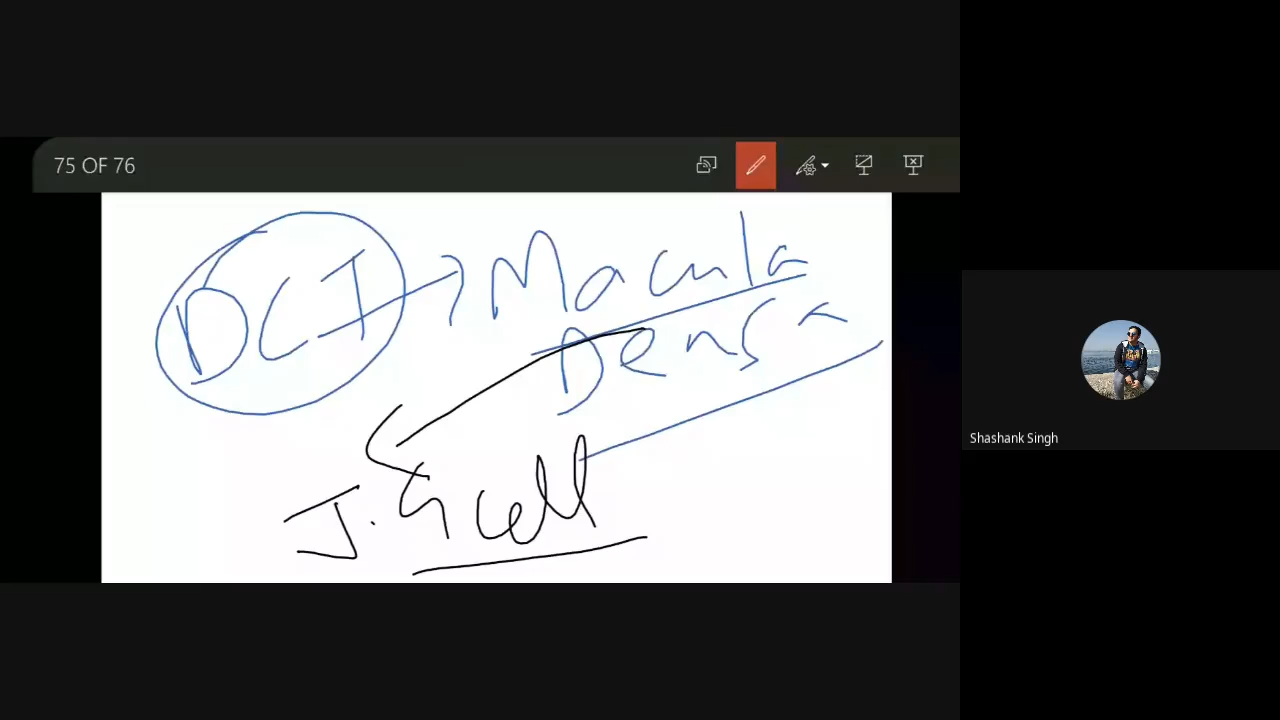 75 OF 76
DCT → Macula
Densa
J. G cell
Shashank Singh